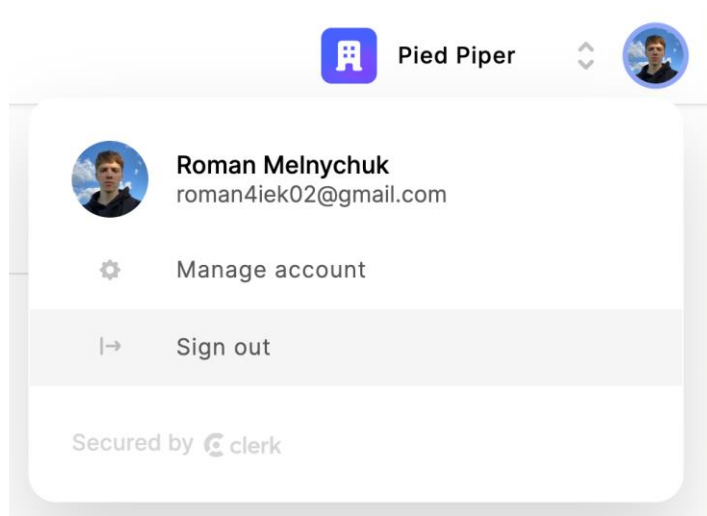 Pied Piper
Roman Melnychuk
roman4iek02@gmail.com
Manage account
Sign out
Secured by clerk